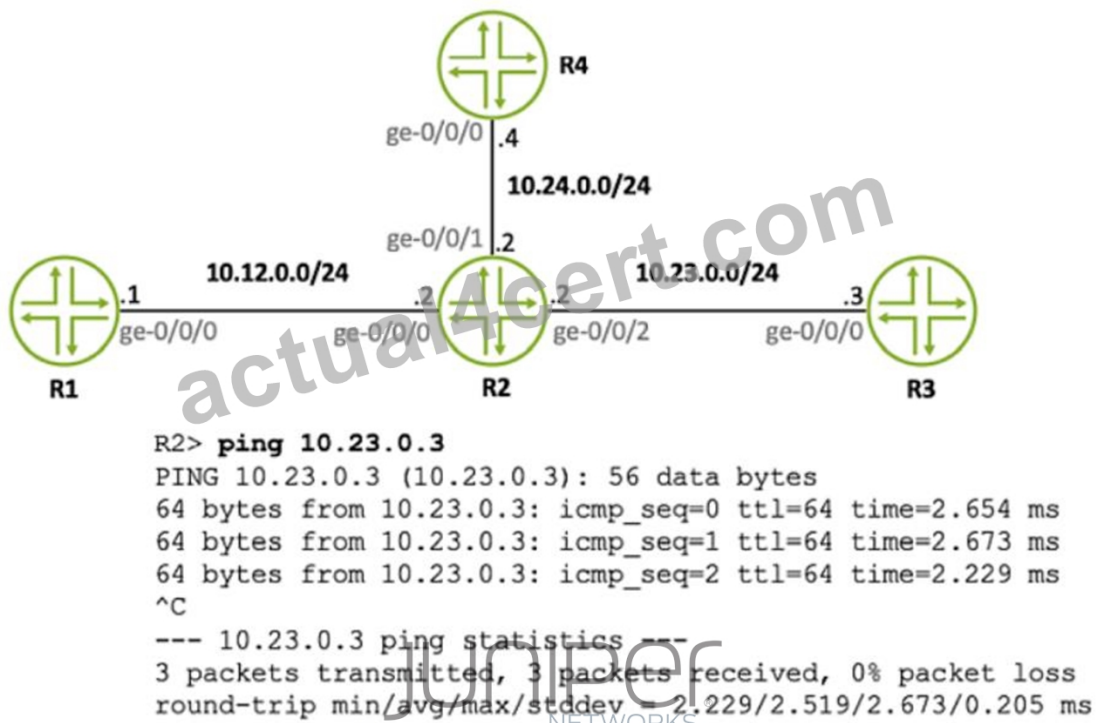 R4
ge-0/0/0 .4
10.24.0.0/24
ge-0/0/1 .2
10.12.0.0/24 10.23.0.0/24
.1 .2 .2 .3
ge-0/0/0 ge-0/0/0 ge-0/0/2 ge-0/0/0
R1 R2 R3
actual4cert.com
R2> ping 10.23.0.3
PING 10.23.0.3 (10.23.0.3): 56 data bytes
64 bytes from 10.23.0.3: icmp_seq=0 ttl=64 time=2.654 ms
64 bytes from 10.23.0.3: icmp_seq=1 ttl=64 time=2.673 ms
64 bytes from 10.23.0.3: icmp_seq=2 ttl=64 time=2.229 ms
^C
--- 10.23.0.3 ping statistics ---
3 packets transmitted, 3 packets received, 0% packet loss
round-trip min/avg/max/stddev = 2.229/2.519/2.673/0.205 ms
juniper
NETWORKS